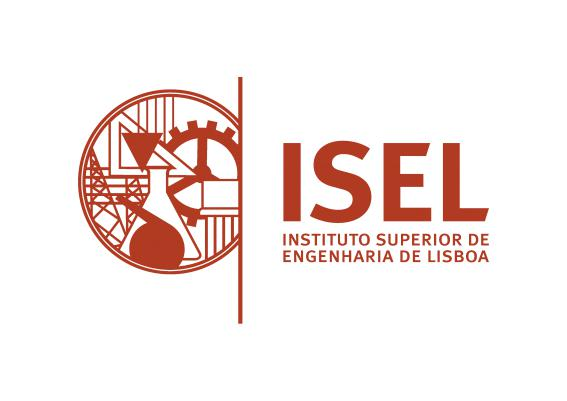 ISEL
INSTITUTO SUPERIOR DE
ENGENHARIA DE LISBOA